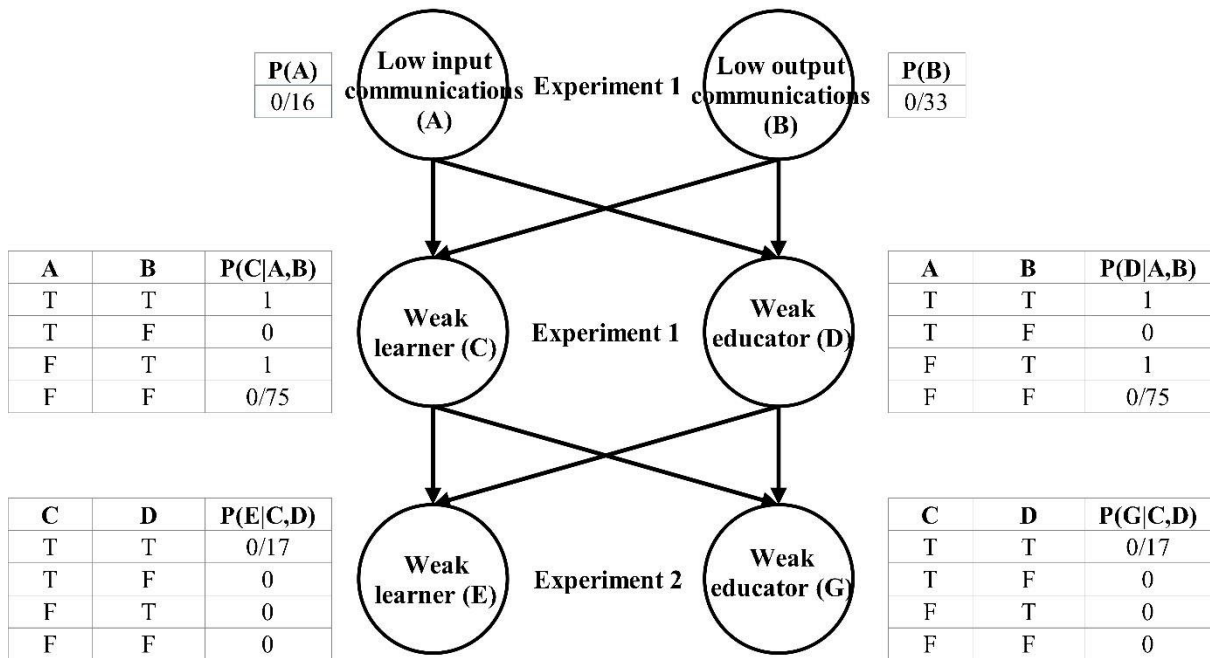 P(A)
0/16
Low input
communications
(A)
Experiment 1
Low output
communications
(B)
P(B)
0/33
A B P(C|A,B)
T T 1
T F 0
F T 1
F F 0/75
Weak
learner (C)
Experiment 1
Weak
educator (D)
A B P(D|A,B)
T T 1
T F 0
F T 1
F F 0/75
C D P(E|C,D)
T T 0/17
T F 0
F T 0
F F 0
Weak
learner (E)
Experiment 2
Weak
educator (G)
C D P(G|C,D)
T T 0/17
T F 0
F T 0
F F 0